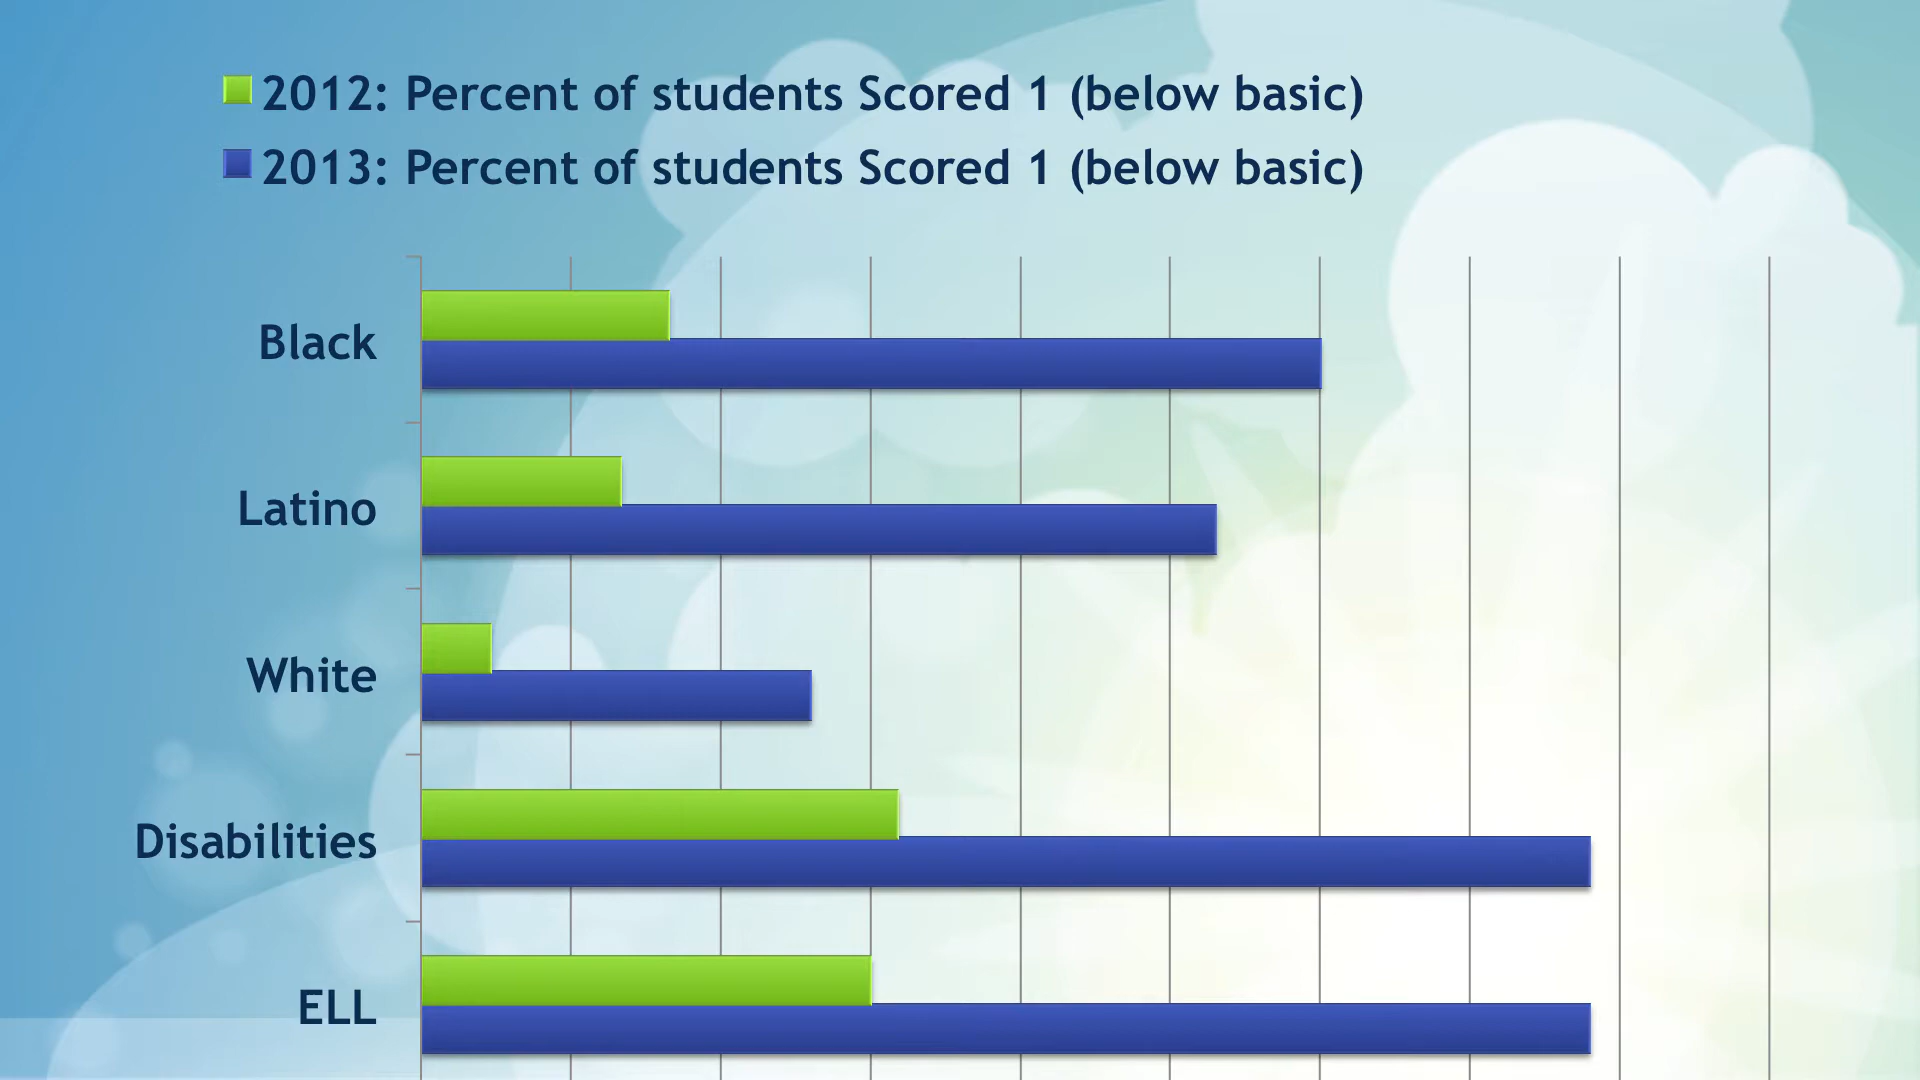 2012: Percent of students Scored 1 (below basic)
2013: Percent of students Scored 1 (below basic)
Black
Latino
White
Disabilities
ELL